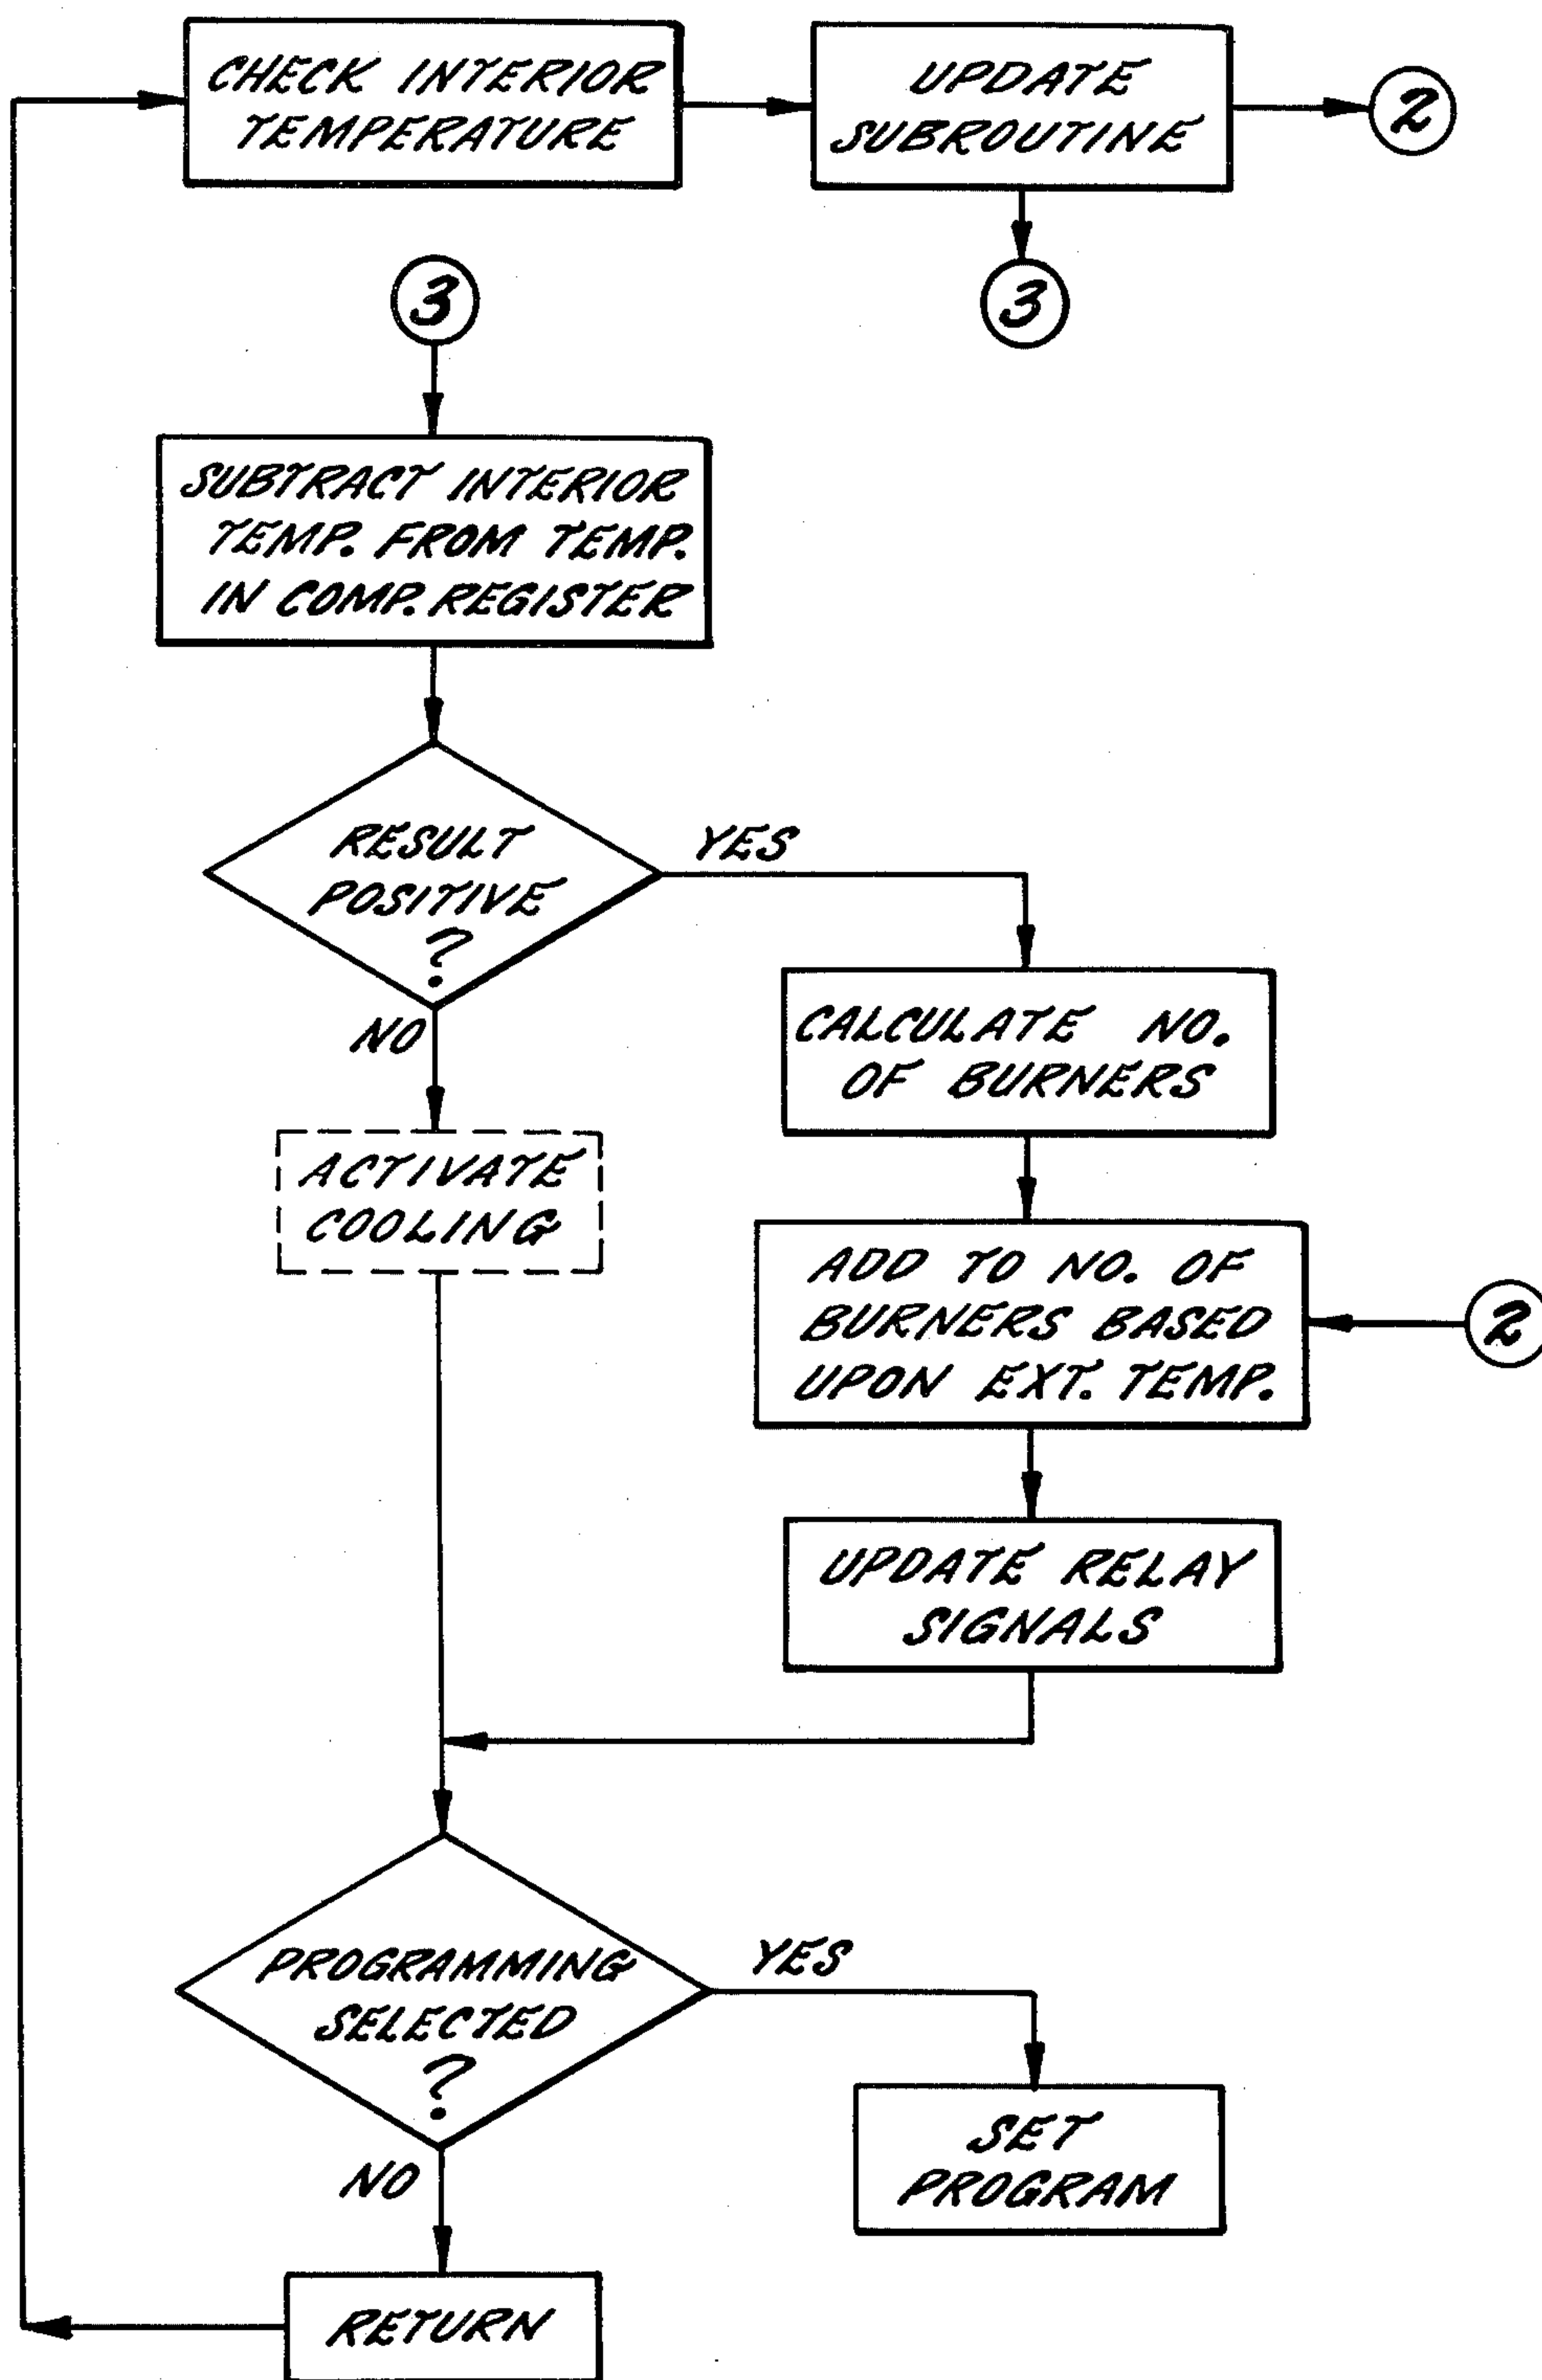 CHECK INTERIOR
TEMPERATURE
UPDATE
SUBROUTINE
2
3
3
SUBTRACT INTERIOR
TEMP. FROM TEMP.
IN COMP. REGISTER
RESULT
POSITIVE
?
YES
NO
CALCULATE NO.
OF BURNERS
ACTIVATE
COOLING
ADD TO NO. OF
BURNERS BASED
UPON EXT. TEMP.
2
UPDATE RELAY
SIGNALS
PROGRAMMING
SELECTED
?
YES
NO
SET
PROGRAM
RETURN